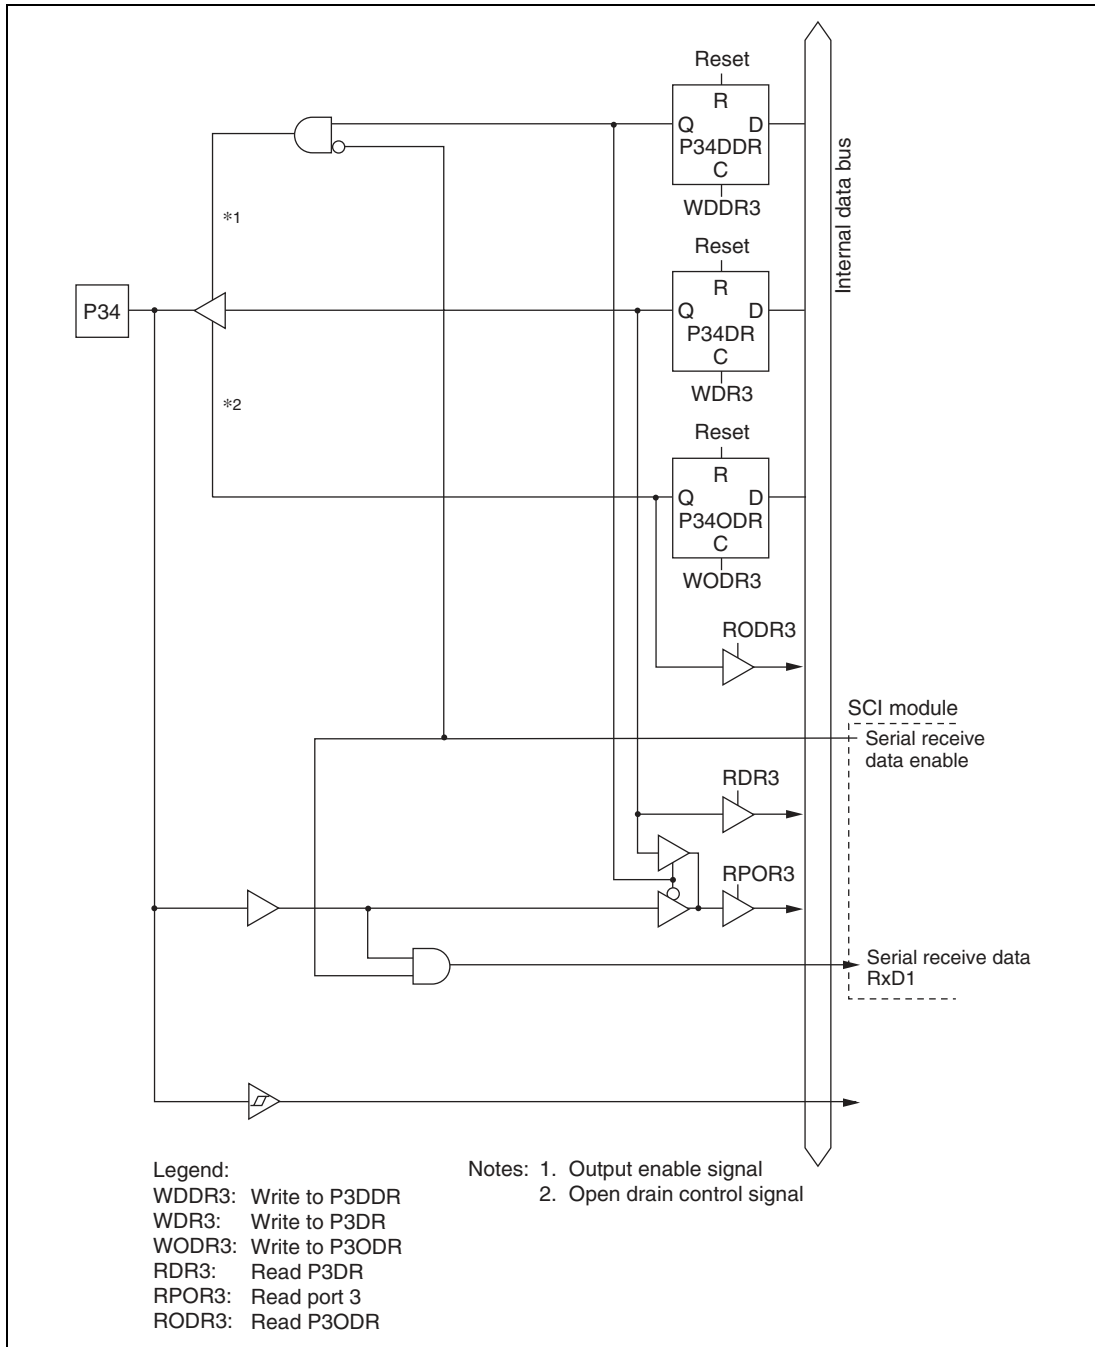 Reset
R
Q D
P34DDR
C
WDDR3
Internal data bus
*1
Reset
R
P34
Q D
P34DR
C
WDR3
*2
Reset
R
Q D
P34ODR
C
WODR3
RODR3
SCI module
Serial receive
data enable
RDR3
RPOR3
Serial receive data
RxD1
Legend:
WDDR3: Write to P3DDR
WDR3: Write to P3DR
WODR3: Write to P3ODR
RDR3: Read P3DR
RPOR3: Read port 3
RODR3: Read P3ODR
Notes: 1. Output enable signal
2. Open drain control signal